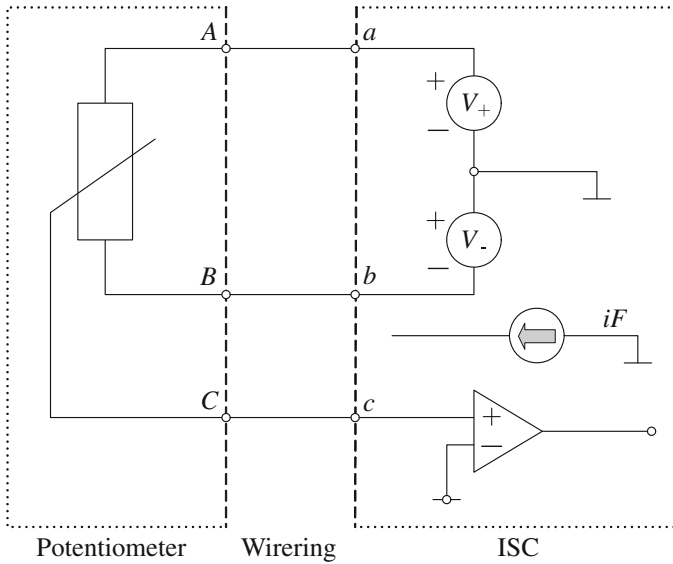 A a
+
V+
−
+
V-
−
B b
iF
C c
+
−
Potentiometer Wirering ISC